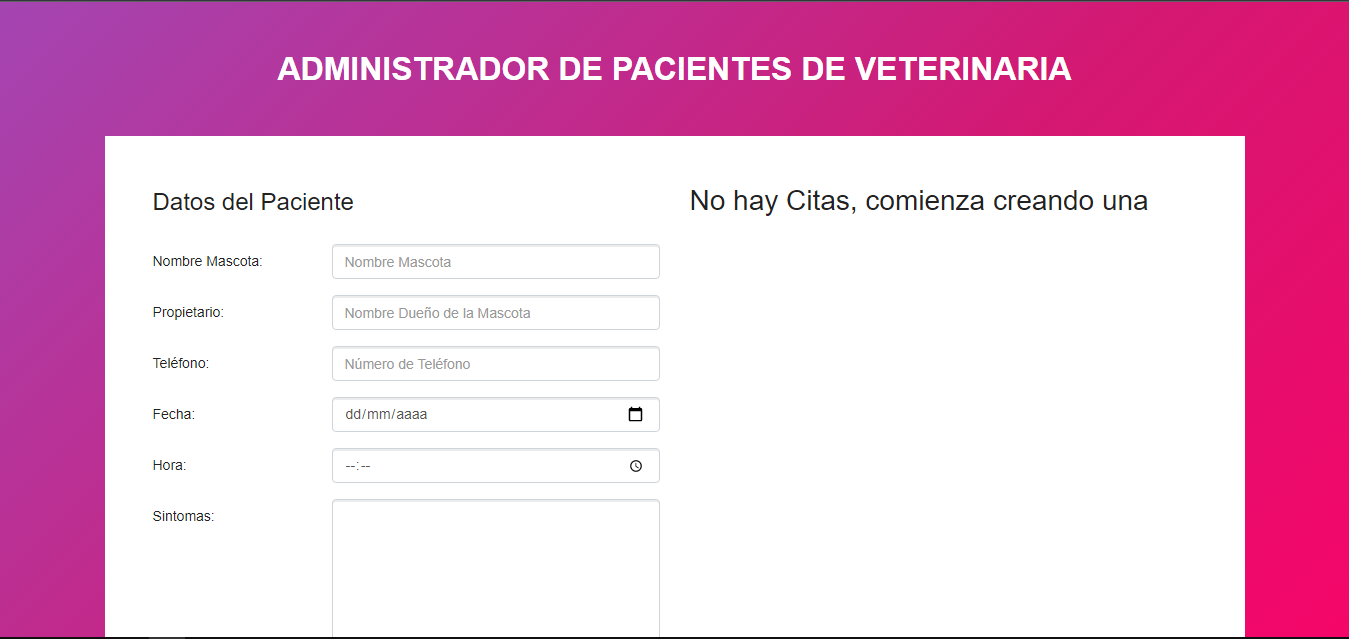 ADMINISTRADOR DE PACIENTES DE VETERINARIA
Datos del Paciente
Nombre Mascota:
Nombre Mascota
Propietario:
Nombre Dueño de la Mascota
Teléfono:
Número de Teléfono
Fecha:
dd/mm/aaaa
Hora:
--:--
Sintomas:
No hay Citas, comienza creando una